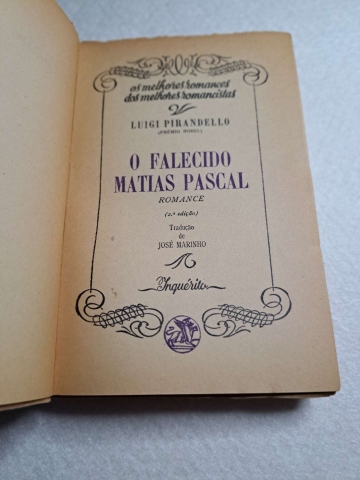 os melhores romances
dos melhores romancistas
LUIGI PIRANDELLO
(PRÉMIO NOBEL)
O FALECIDO
MATIAS PASCAL
ROMANCE
(2.ª edição)
Tradução
de
JOSÉ MARINHO
Inquérito